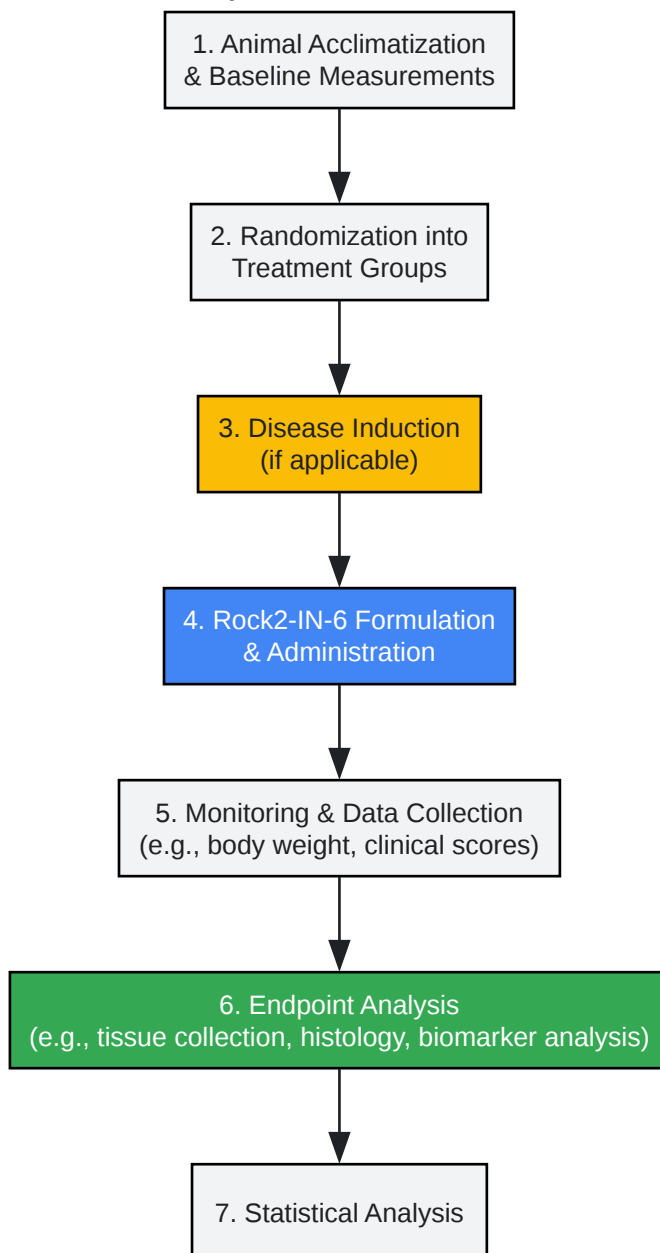 1. Animal Acclimatization
& Baseline Measurements
2. Randomization into
Treatment Groups
3. Disease Induction
(if applicable)
4. Rock2-IN-6 Formulation
& Administration
5. Monitoring & Data Collection
(e.g., body weight, clinical scores)
6. Endpoint Analysis
(e.g., tissue collection, histology, biomarker analysis)
7. Statistical Analysis